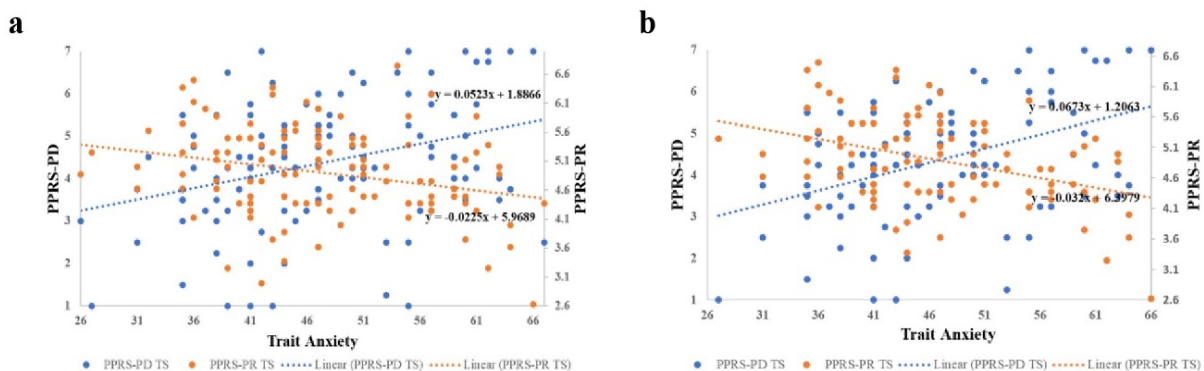 a
PPRS-PD
7
6
5
4
3
2
1
26 31 36 41 46 51 56 61 66
Trait Anxiety
6.6
6.1
5.6
5.1
4.6
4.1
3.6
3.1
2.6
PPRS-PR
y = 0.0523x + 1.8866
y = -0.0225x + 5.9689
PPRS-PD TS PPRS-PR TS Linear (PPRS-PD TS) Linear (PPRS-PR TS)
b
PPRS-PD
7
6
5
4
3
2
1
26 31 36 41 46 51 56 61 66
Trait Anxiety
6.6
6.1
5.6
5.1
4.6
4.1
3.6
3.1
2.6
PPRS-PR
y = 0.0673x + 1.2063
y = -0.032x + 6.3979
PPRS-PD TS PPRS-PR TS Linear (PPRS-PD TS) Linear (PPRS-PR TS)